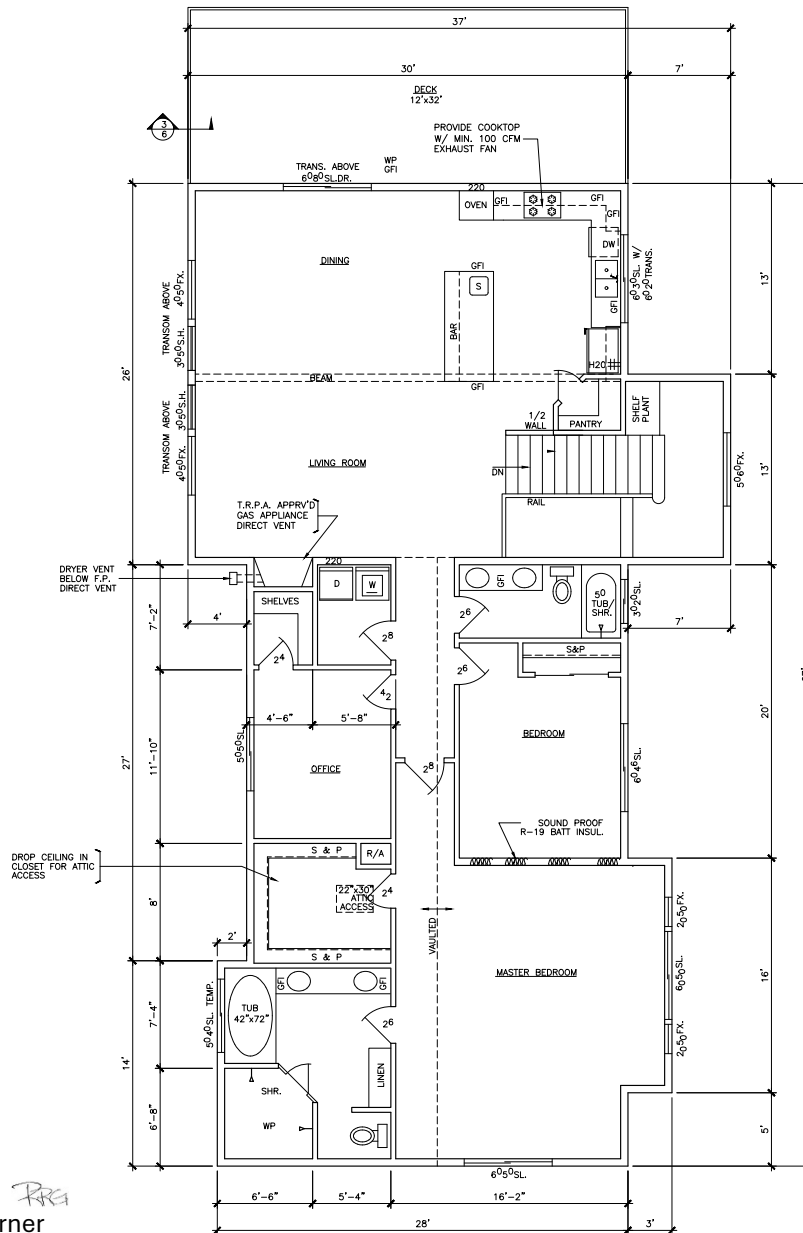 37'
30'
7'
DECK
12'x32'
3
6
PROVIDE COOKTOP
W/ MIN. 100 CFM
EXHAUST FAN
TRANS. ABOVE
6080SL.DR.
WP
GFI
220
OVEN
GFI
GFI
GFI
DW
DINING
GFI
S
BAR
GFI
GFI
H20
6030SL. W/
6020TRANS.
13'
TRANSOM ABOVE
4050FX.
TRANSOM ABOVE
3050S.H.
26'
BEAM
TRANSOM ABOVE
3050S.H.
4050FX.
1/2
WALL
PANTRY
SHELF
PLANT
LIVING ROOM
DN
RAIL
5060FX.
13'
T.R.P.A. APPRV'D
GAS APPLIANCE
DIRECT VENT
DRYER VENT
BELOW F.P.
DIRECT VENT
220
D
W
GFI
50
TUB/
SHR.
3020SL.
4'
7'
SHELVES
7'-2"
28
26
24
26
S&P
42
4'-6"
5'-8"
5050SL.
11'-10"
27'
OFFICE
BEDROOM
6046SL.
20'
28
SOUND PROOF
R-19 BATT INSUL.
DROP CEILING IN
CLOSET FOR ATTIC
ACCESS
S & P
R/A
22"x30"
ATTIC
ACCESS
24
8'
S & P
VAULTED
2050FX.
MASTER BEDROOM
6050SL.
16'
2050FX.
2'
5040SL. TEMP.
TUB
42"x72"
GFI
GFI
26
7'-4"
14'
LINEN
SHR.
WP
6'-8"
5'
6050SL.
6'-6"
5'-4"
16'-2"
28'
3'
rner